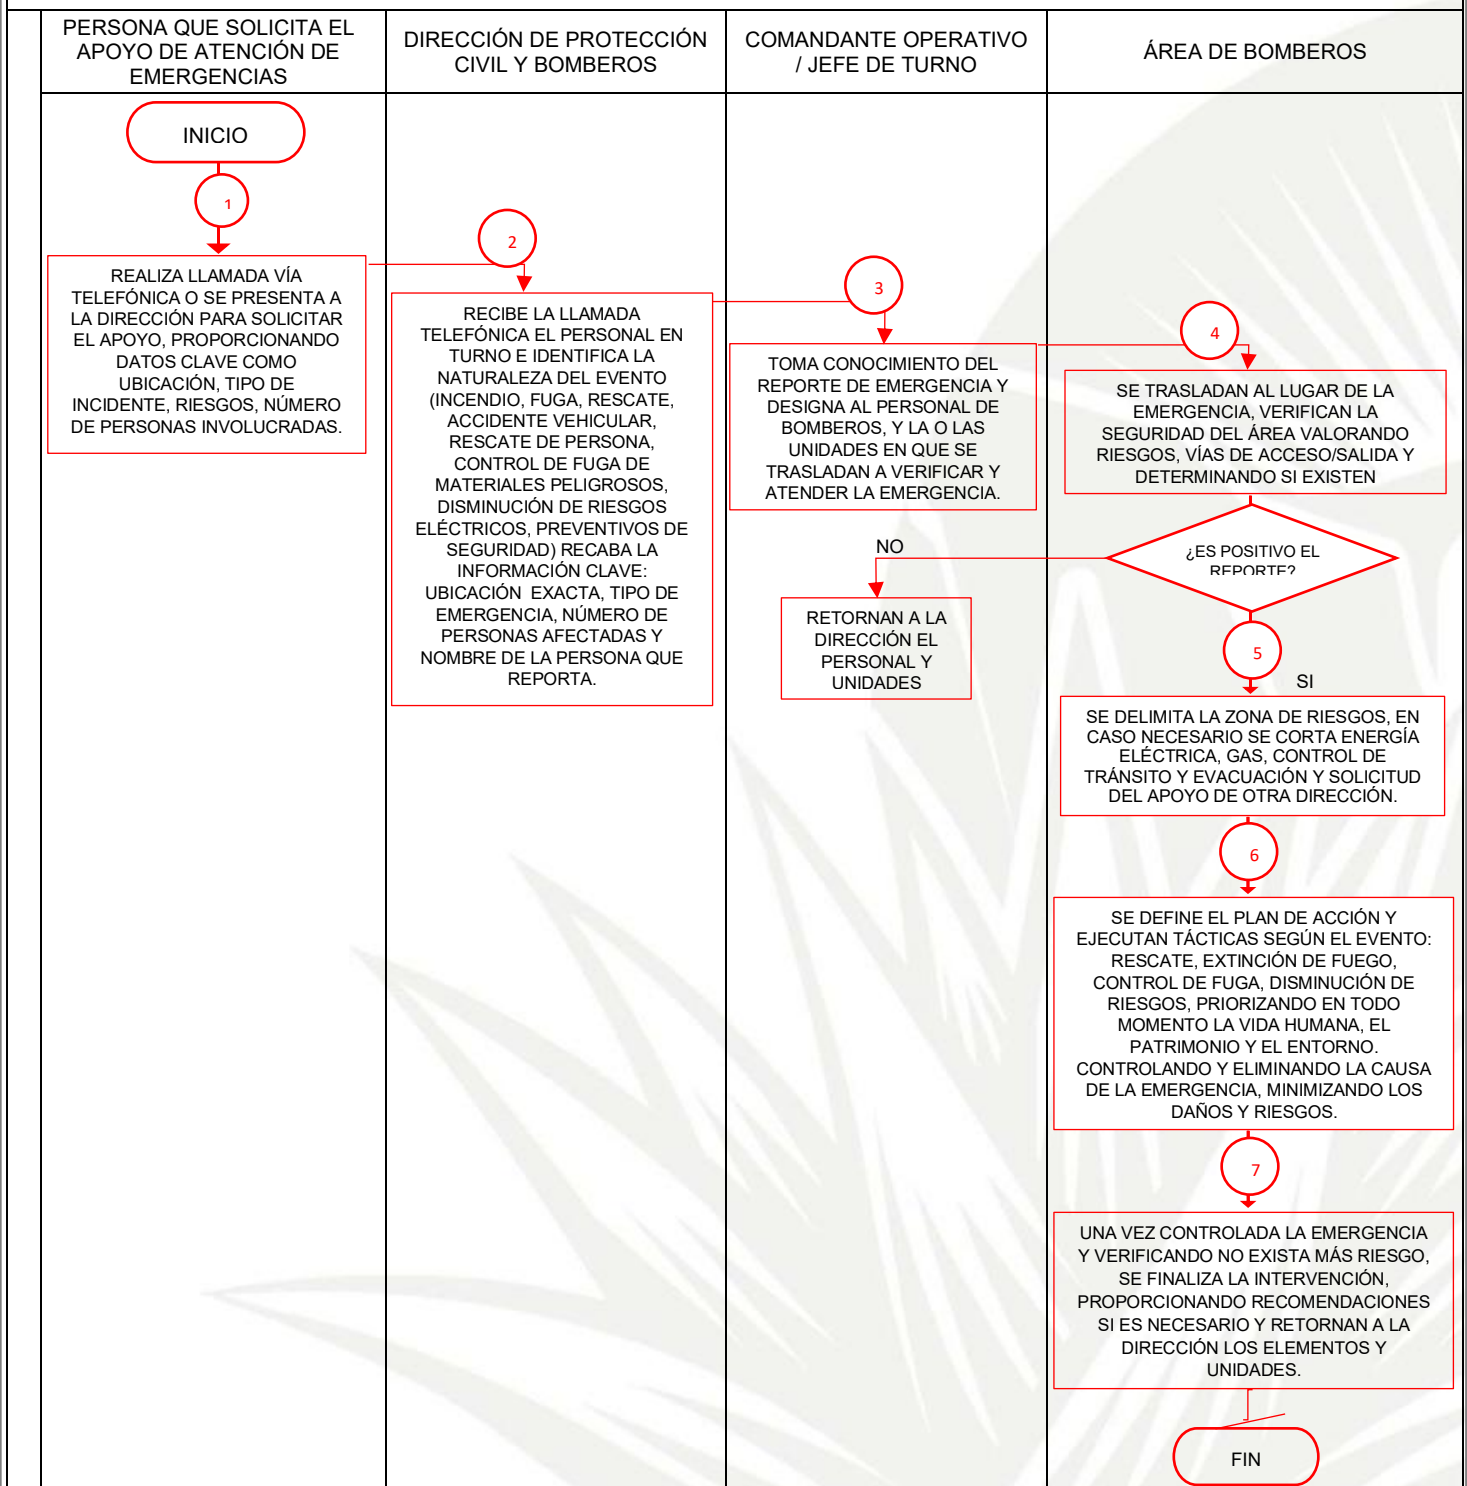 PERSONA QUE SOLICITA EL
APOYO DE ATENCIÓN DE
EMERGENCIAS
DIRECCIÓN DE PROTECCIÓN
CIVIL Y BOMBEROS
COMANDANTE OPERATIVO
/ JEFE DE TURNO
ÁREA DE BOMBEROS
INICIO
1
REALIZA LLAMADA VÍA
TELEFÓNICA O SE PRESENTA A
LA DIRECCIÓN PARA SOLICITAR
EL APOYO, PROPORCIONANDO
DATOS CLAVE COMO
UBICACIÓN, TIPO DE
INCIDENTE, RIESGOS, NÚMERO
DE PERSONAS INVOLUCRADAS.
2
RECIBE LA LLAMADA
TELEFÓNICA EL PERSONAL EN
TURNO E IDENTIFICA LA
NATURALEZA DEL EVENTO
(INCENDIO, FUGA, RESCATE,
ACCIDENTE VEHICULAR,
RESCATE DE PERSONA,
CONTROL DE FUGA DE
MATERIALES PELIGROSOS,
DISMINUCIÓN DE RIESGOS
ELÉCTRICOS, PREVENTIVOS DE
SEGURIDAD) RECABA LA
INFORMACIÓN CLAVE:
UBICACIÓN EXACTA, TIPO DE
EMERGENCIA, NÚMERO DE
PERSONAS AFECTADAS Y
NOMBRE DE LA PERSONA QUE
REPORTA.
3
TOMA CONOCIMIENTO DEL
REPORTE DE EMERGENCIA Y
DESIGNA AL PERSONAL DE
BOMBEROS, Y LA O LAS
UNIDADES EN QUE SE
TRASLADAN A VERIFICAR Y
ATENDER LA EMERGENCIA.
4
SE TRASLADAN AL LUGAR DE LA
EMERGENCIA, VERIFICAN LA
SEGURIDAD DEL ÁREA VALORANDO
RIESGOS, VÍAS DE ACCESO/SALIDA Y
DETERMINANDO SI EXISTEN
¿ES POSITIVO EL
REPORTE?
NO
RETORNAN A LA
DIRECCIÓN EL
PERSONAL Y
UNIDADES
5
SI
SE DELIMITA LA ZONA DE RIESGOS, EN
CASO NECESARIO SE CORTA ENERGÍA
ELÉCTRICA, GAS, CONTROL DE
TRÁNSITO Y EVACUACIÓN Y SOLICITUD
DEL APOYO DE OTRA DIRECCIÓN.
6
SE DEFINE EL PLAN DE ACCIÓN Y
EJECUTAN TÁCTICAS SEGÚN EL EVENTO:
RESCATE, EXTINCIÓN DE FUEGO,
CONTROL DE FUGA, DISMINUCIÓN DE
RIESGOS, PRIORIZANDO EN TODO
MOMENTO LA VIDA HUMANA, EL
PATRIMONIO Y EL ENTORNO.
CONTROLANDO Y ELIMINANDO LA CAUSA
DE LA EMERGENCIA, MINIMIZANDO LOS
DAÑOS Y RIESGOS.
7
UNA VEZ CONTROLADA LA EMERGENCIA
Y VERIFICANDO NO EXISTA MÁS RIESGO,
SE FINALIZA LA INTERVENCIÓN,
PROPORCIONANDO RECOMENDACIONES
SI ES NECESARIO Y RETORNAN A LA
DIRECCIÓN LOS ELEMENTOS Y
UNIDADES.
FIN